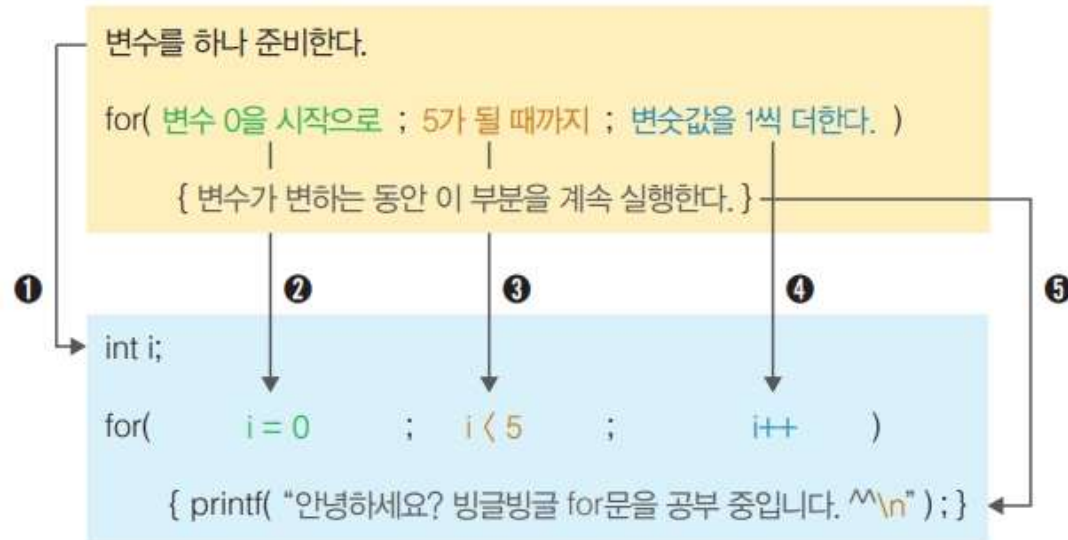 변수를 하나 준비한다.
for( 변수 0을 시작으로 ; 5가 될 때까지 ; 변숫값을 1씩 더한다. )
{ 변수가 변하는 동안 이 부분을 계속 실행한다. }
❶ ❷ ❸ ❹ ❺
int i;
for( i = 0 ; i < 5 ; i++ )
{ printf( “안녕하세요? 빙글빙글 for문을 공부 중입니다. ^^\n” ) ; }